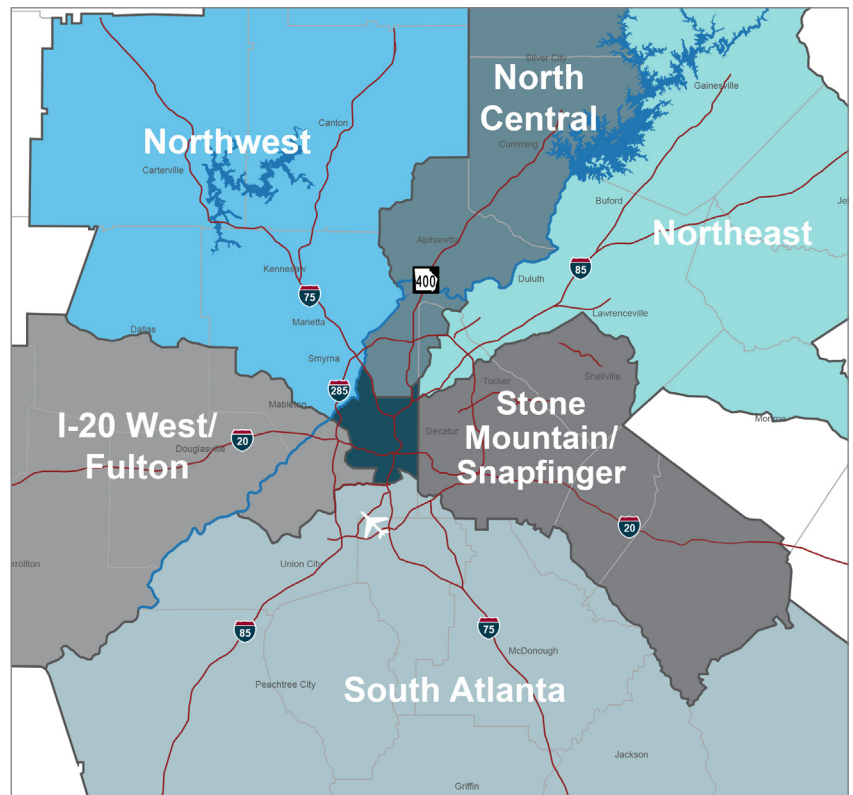 Silver City
North
Central
Gainesville
Northwest
Canton
Carterville
Cumming
Buford
Northeast
Alpharetta
Kennesaw
400
85
Duluth
75
Lawrenceville
Marietta
Dallas
Smyrna
Tucker
Snellville
285
Mableton
Stone
Mountain/
Snapfinger
I-20 West/
Fulton
20
Douglasville
Decatur
Monroe
20
rrollton
Union City
85
75
McDonough
Peachtree City
South Atlanta
Jackson
Griffin